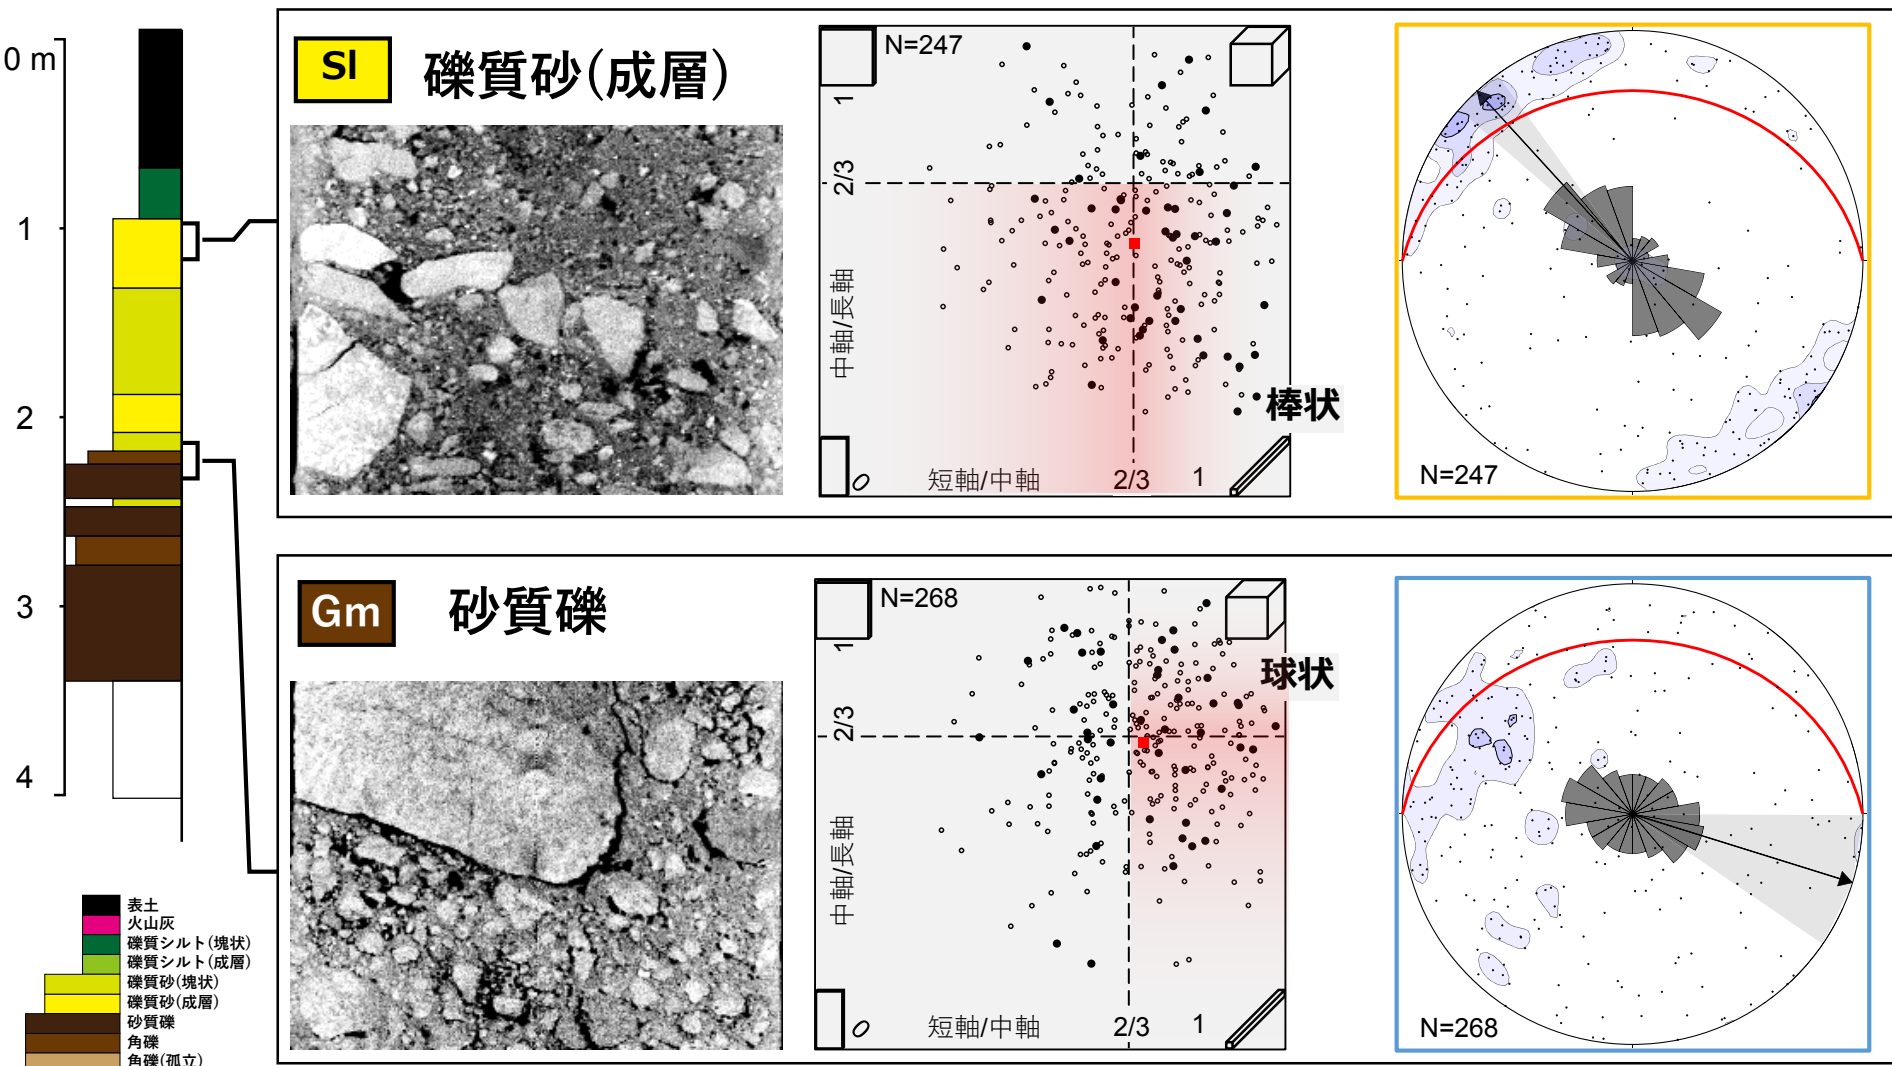 0 m
1
2
3
4
表土
火山灰
礫質シルト(塊状)
礫質シルト(成層)
礫質砂(塊状)
礫質砂(成層)
砂質礫
角礫
角礫(孤立)
Sl
礫質砂(成層)
N=247
1
2/3
中軸/長軸
棒状
短軸/中軸
2/3
1
N=247
Gm
砂質礫
N=268
1
球状
2/3
中軸/長軸
短軸/中軸
2/3
1
N=268